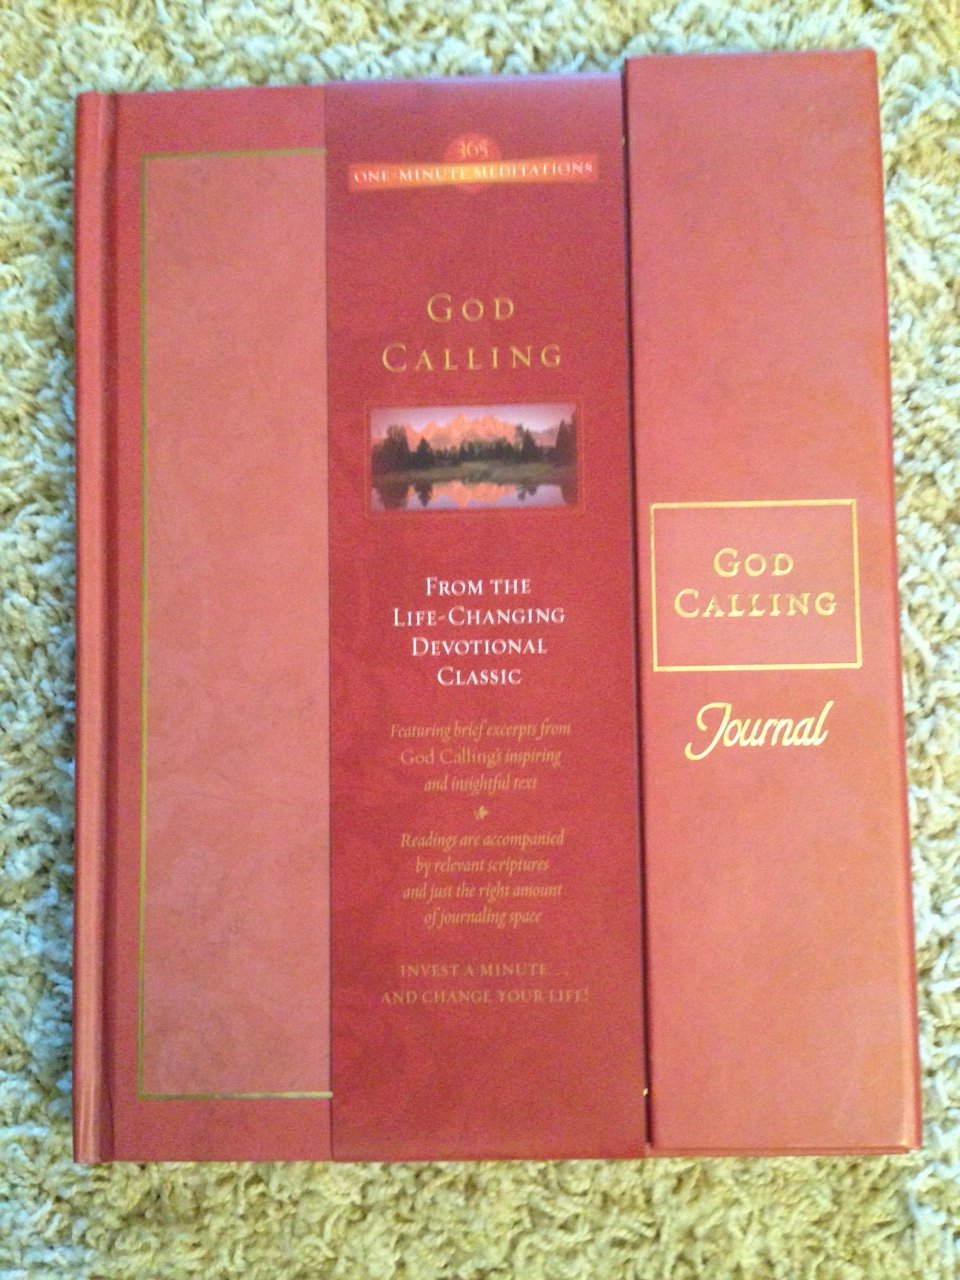 365
ONE-MINUTE MEDITATIONS
GOD
CALLING
FROM THE
LIFE-CHANGING
DEVOTIONAL
CLASSIC
Featuring brief excerpts from
God Calling's inspiring
and insightful text
Readings are accompanied
by relevant scriptures
and just the right amount
of journaling space
INVEST A MINUTE . . .
AND CHANGE YOUR LIFE!
GOD
CALLING
Journal